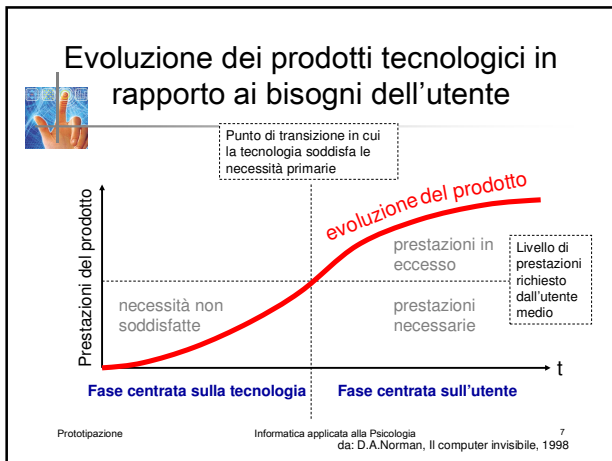 Evoluzione dei prodotti tecnologici in
rapporto ai bisogni dell'utente
Punto di transizione in cui
la tecnologia soddisfa le
necessità primarie
Prestazioni del prodotto
evoluzione del prodotto
prestazioni in
eccesso
Livello di
prestazioni
richiesto
dall'utente
medio
necessità non
soddisfatte
prestazioni
necessarie
t
Fase centrata sulla tecnologia
Fase centrata sull'utente
Prototipazione
Informatica applicata alla Psicologia
7
da: D.A.Norman, Il computer invisibile, 1998